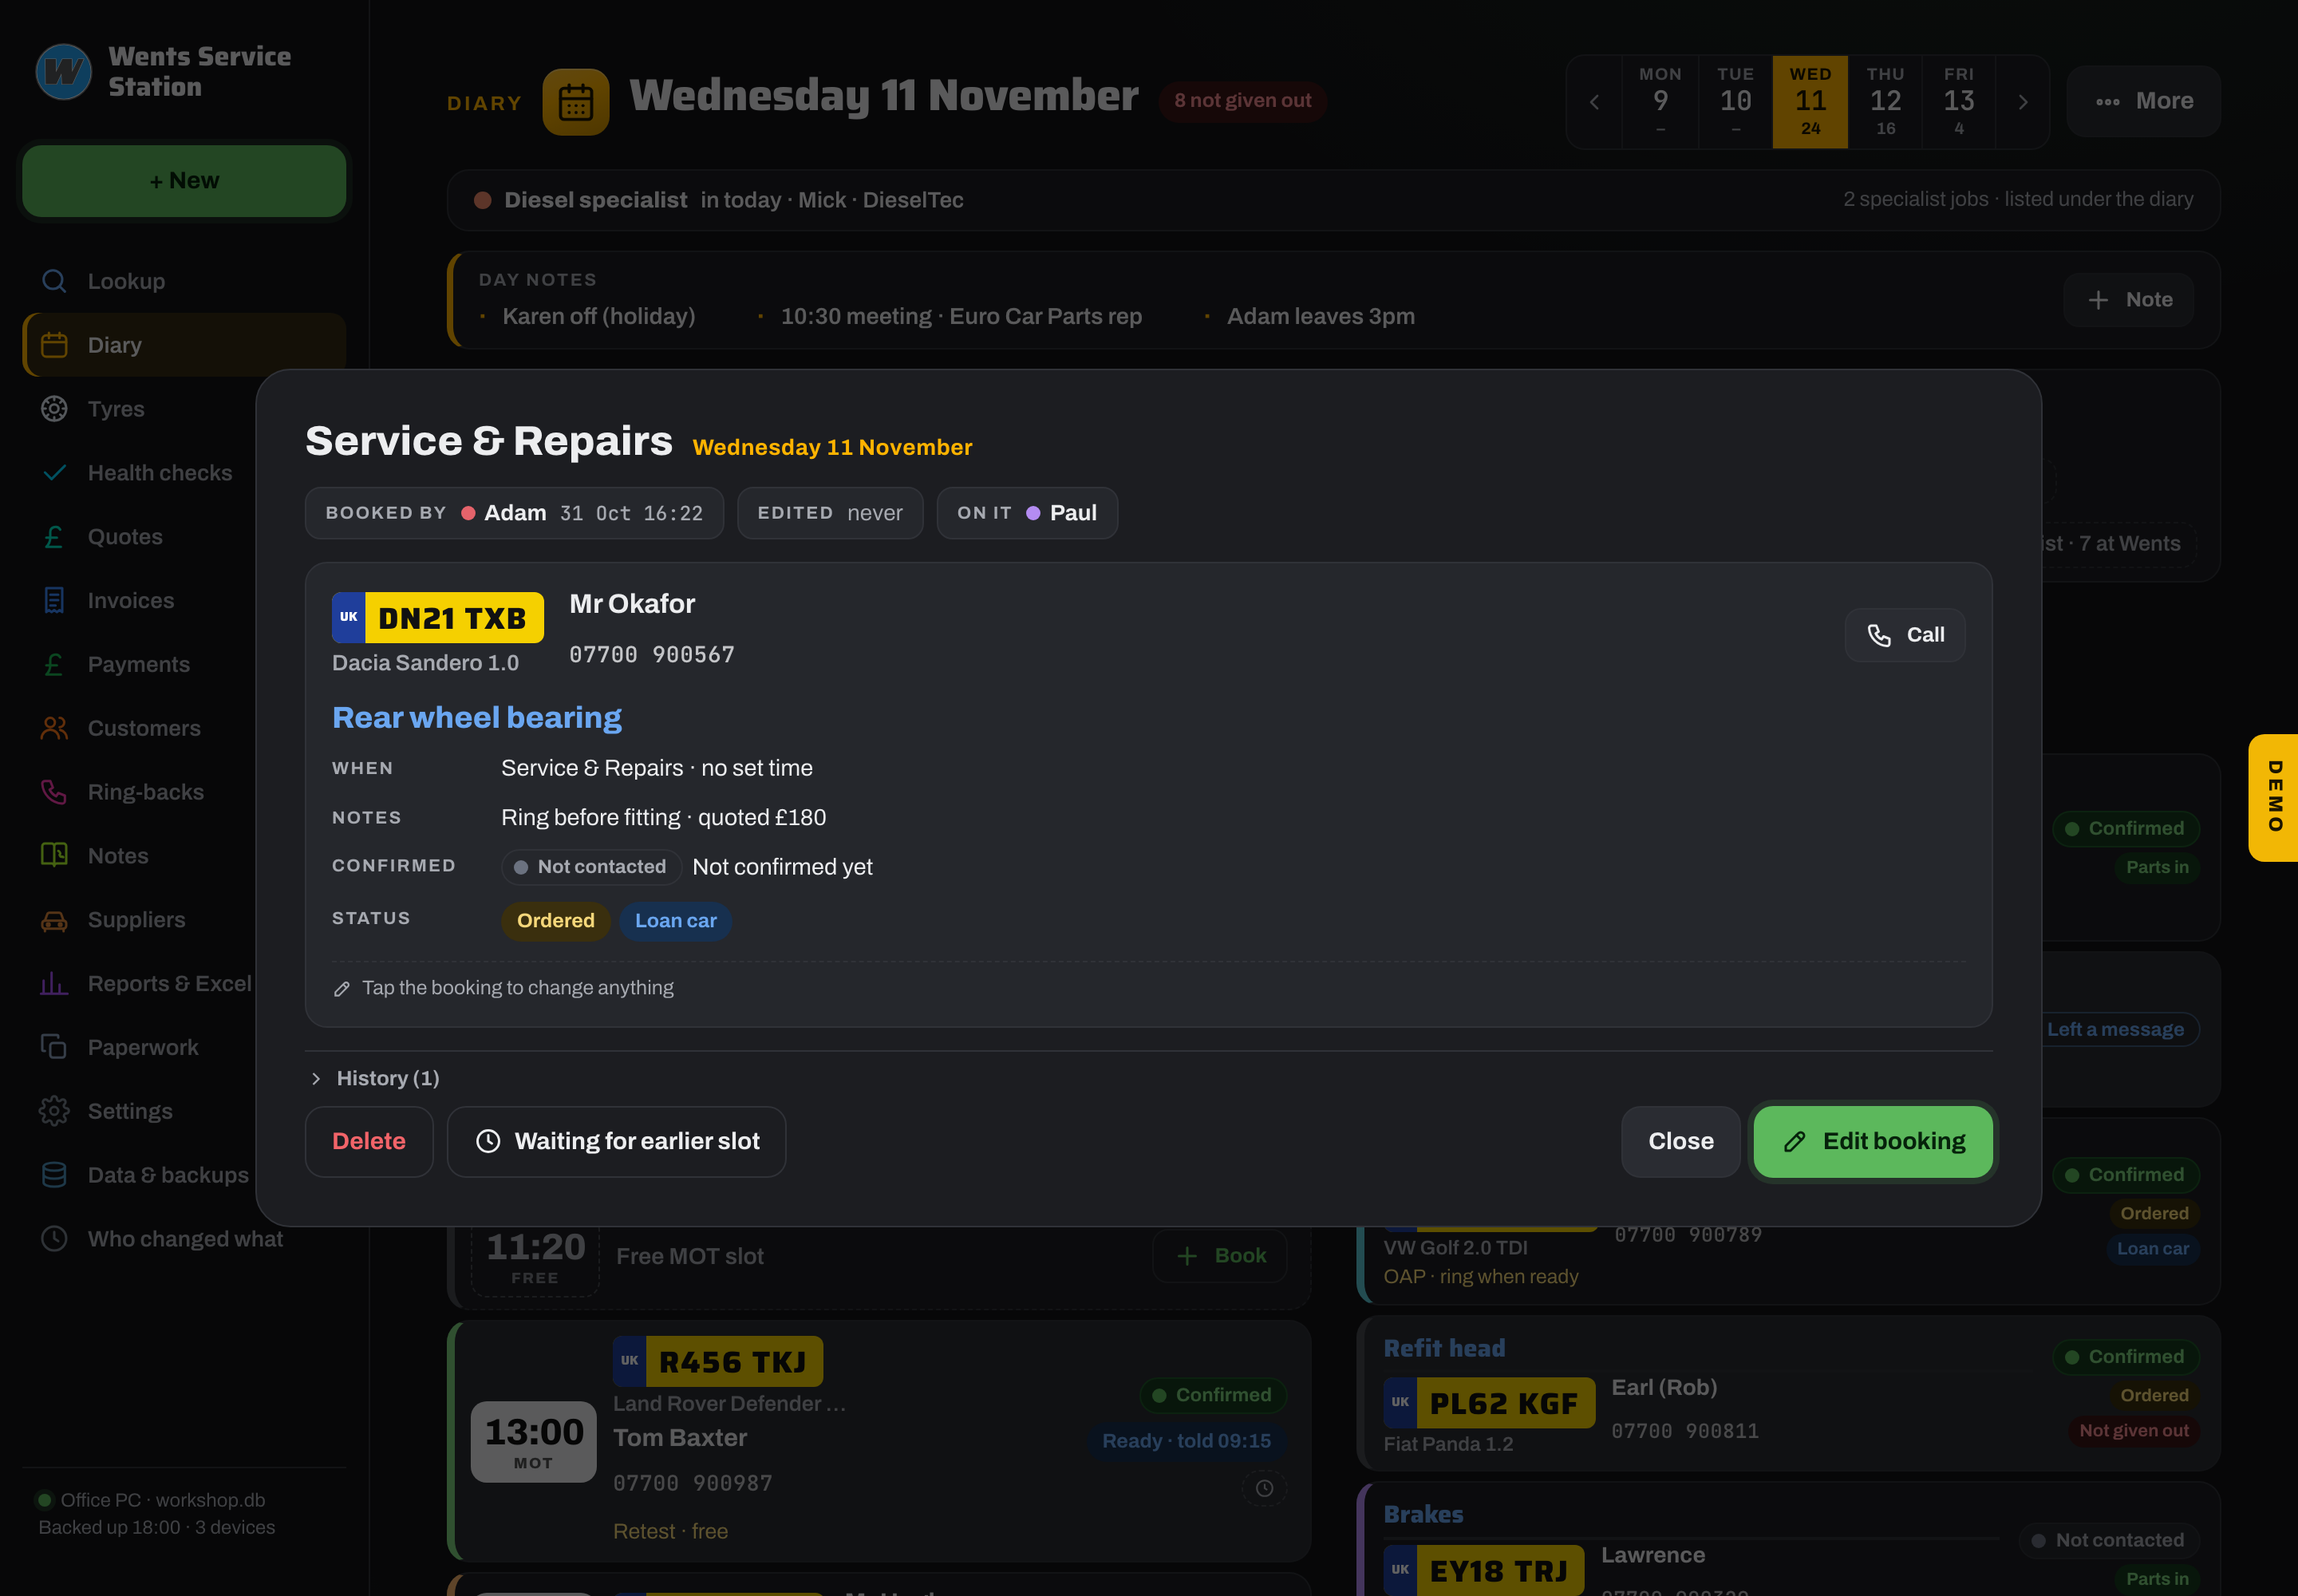 Wents Service
Station
+ New
Lookup
Diary
Tyres
Health checks
Quotes
Invoices
Payments
Customers
Ring-backs
Notes
Suppliers
Reports & Excel
Paperwork
Settings
Data & backups
Who changed what
Office PC · workshop.db
Backed up 18:00 · 3 devices
DIARY
Wednesday 11 November
8 not given out
MON
9
–
TUE
10
–
WED
11
24
THU
12
16
FRI
13
4
More
Diesel specialist in today · Mick · DieselTec
2 specialist jobs · listed under the diary
DAY NOTES
· Karen off (holiday)
· 10:30 meeting · Euro Car Parts rep
· Adam leaves 3pm
Note
7 at Wents
Service & Repairs Wednesday 11 November
BOOKED BY Adam 31 Oct 16:22
EDITED never
ON IT Paul
UK DN21 TXB
Dacia Sandero 1.0
Mr Okafor
07700 900567
Call
Rear wheel bearing
WHEN Service & Repairs · no set time
NOTES Ring before fitting · quoted £180
CONFIRMED Not contacted Not confirmed yet
STATUS Ordered Loan car
Tap the booking to change anything
History (1)
Delete
Waiting for earlier slot
Close
Edit booking
DEMO
Confirmed
Parts in
Left a message
Confirmed
Ordered
Loan car
11:20
FREE
Free MOT slot
Book
13:00
MOT
UK R456 TKJ
Land Rover Defender ...
Tom Baxter
07700 900987
Retest · free
Confirmed
Ready · told 09:15
07700 900789
VW Golf 2.0 TDI
OAP · ring when ready
Refit head
UK PL62 KGF
Fiat Panda 1.2
Earl (Rob)
07700 900811
Confirmed
Ordered
Not given out
Brakes
UK EY18 TRJ
Lawrence
Not contacted
Parts in